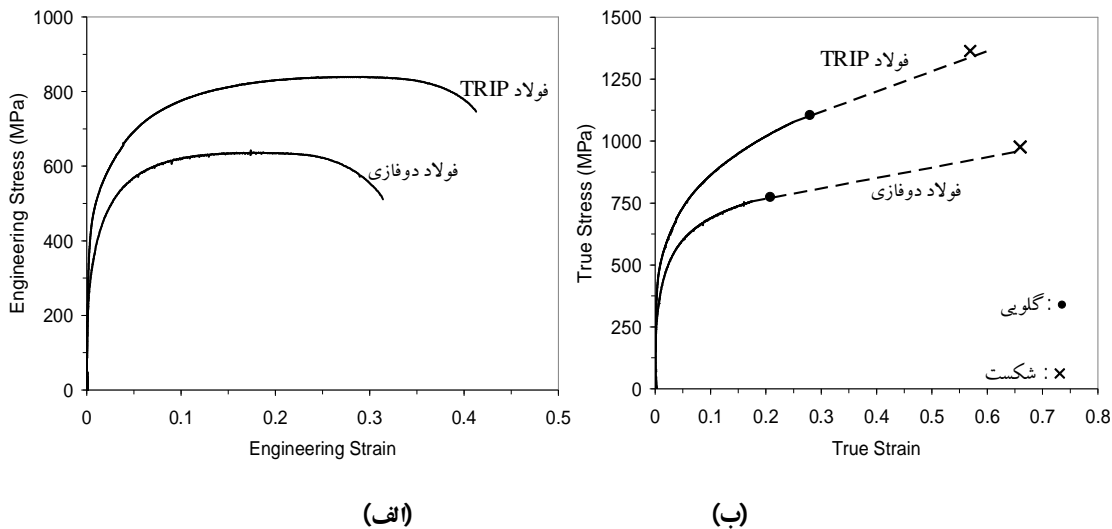 1000
800
600
400
200
0
0
0.1
0.2
0.3
0.4
0.5
Engineering Stress (MPa)
Engineering Strain
فولاد TRIP
فولاد دوفازی
(الف)
1500
1250
1000
750
500
250
0
0
0.1
0.2
0.3
0.4
0.5
0.6
0.7
0.8
True Stress (MPa)
True Strain
فولاد TRIP
فولاد دوفازی
● : گلویی
× : شکست
(ب)